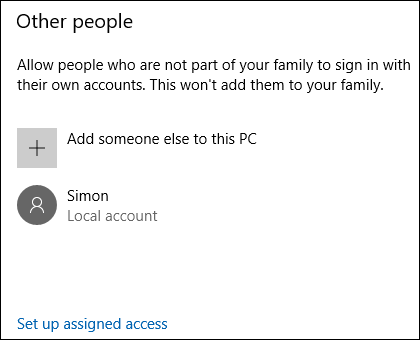 Other people
Allow people who are not part of your family to sign in with
their own accounts. This won't add them to your family.
Add someone else to this PC
Simon
Local account
Set up assigned access